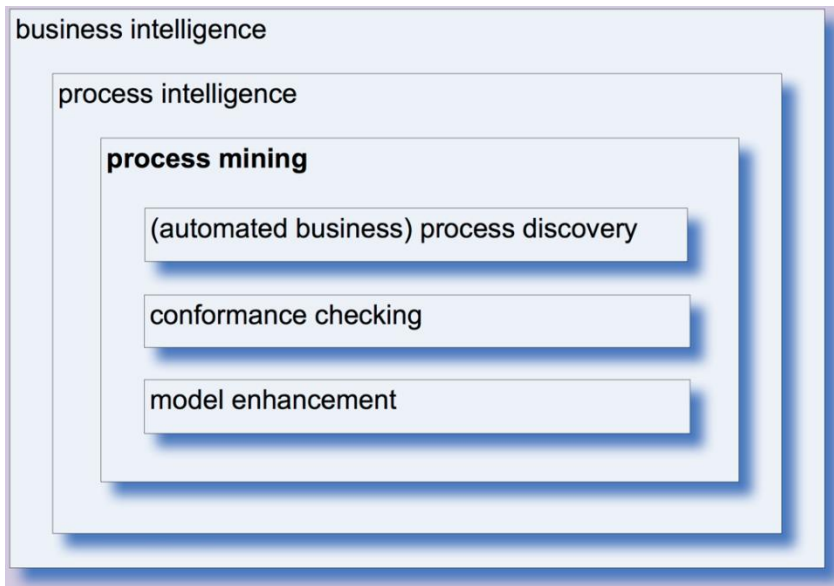 business intelligence
process intelligence
process mining
(automated business) process discovery
conformance checking
model enhancement